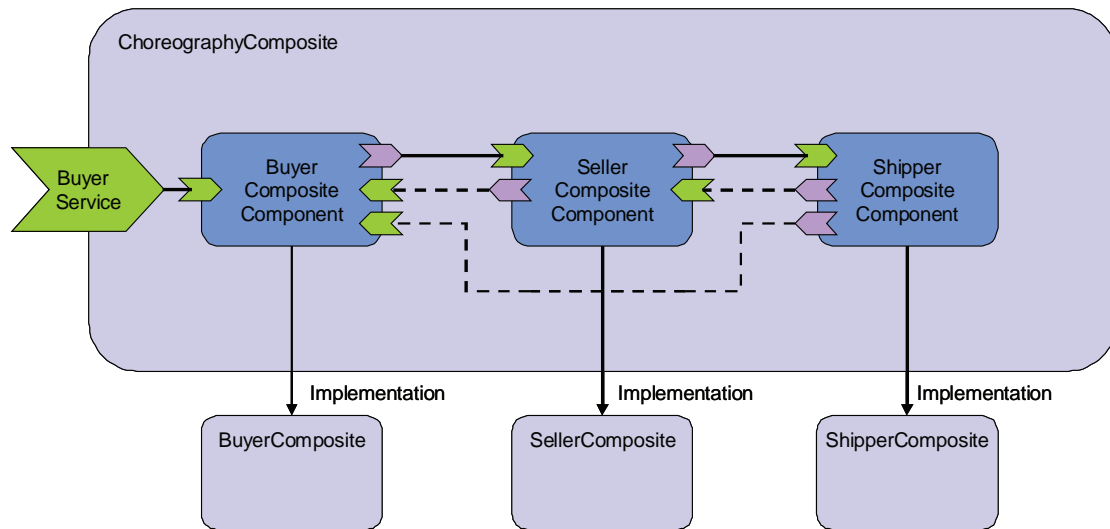 ChoreographyComposite
Buyer
Service
Buyer
Composite
Component
Seller
Composite
Component
Shipper
Composite
Component
Implementation
Implementation
Implementation
BuyerComposite
SellerComposite
ShipperComposite